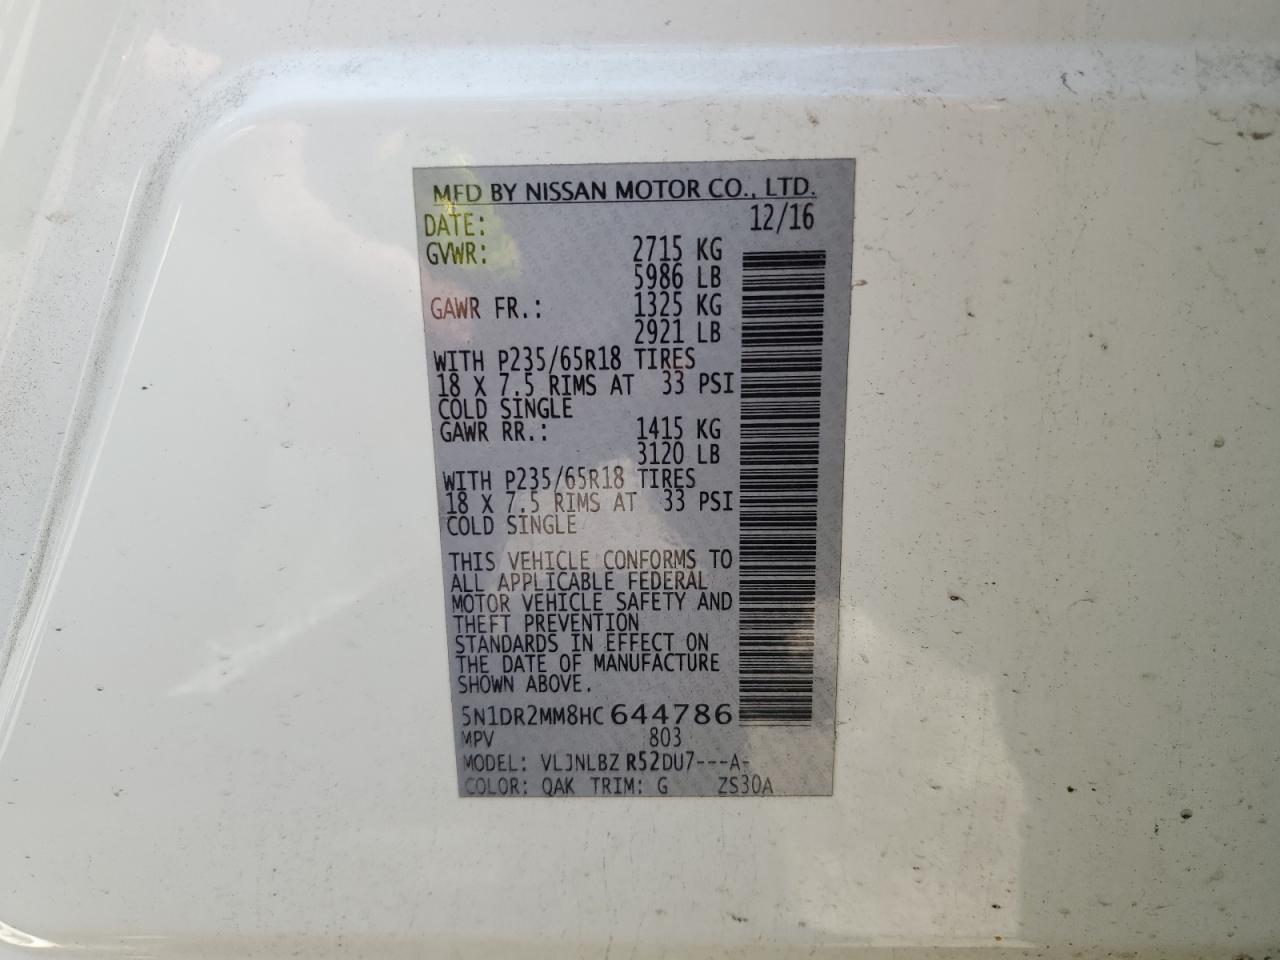 MFD BY NISSAN MOTOR CO., LTD.
DATE: 12/16
GVWR: 2715 KG
5986 LB
GAWR FR.: 1325 KG
2921 LB
WITH P235/65R18 TIRES
18 X 7.5 RIMS AT 33 PSI
COLD SINGLE
GAWR RR.: 1415 KG
3120 LB
WITH P235/65R18 TIRES
18 X 7.5 RIMS AT 33 PSI
COLD SINGLE
THIS VEHICLE CONFORMS TO
ALL APPLICABLE FEDERAL
MOTOR VEHICLE SAFETY AND
THEFT PREVENTION
STANDARDS IN EFFECT ON
THE DATE OF MANUFACTURE
SHOWN ABOVE.
5N1DR2MM8HC644786
MPV 803
MODEL: VLJNLBZ R52DU7---A-
COLOR: QAK TRIM: G ZS30A